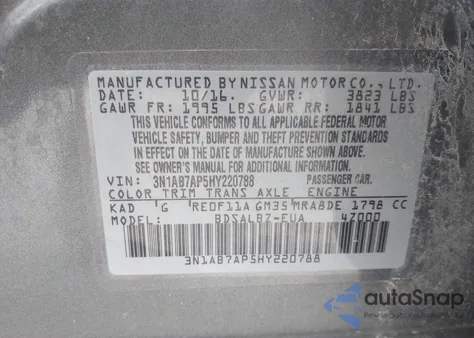 MANUFACTURED BY NISSAN MOTOR CO., LTD.
DATE: 10/16. GVWR: 3823 LBS
GAWR FR: 1995 LBS GAWR RR: 1841 LBS
THIS VEHICLE CONFORMS TO ALL APPLICABLE FEDERAL MOTOR
VEHICLE SAFETY, BUMPER AND THEFT PREVENTION STANDARDS
IN EFFECT ON THE DATE OF MANUFACTURE SHOWN ABOVE.
SEE OWNER'S MANUAL FOR ADDITIONAL INFORMATION.
VIN: 3N1AB7AP5HY220788 PASSENGER CAR.
COLOR TRIM TRANS AXLE ENGINE
KAD G RE0F11A GM35 MRA8DE 1798 CC
MODEL: BDSALBZ-EUA 4Z000
3N1AB7AP5HY220788
autoSnap